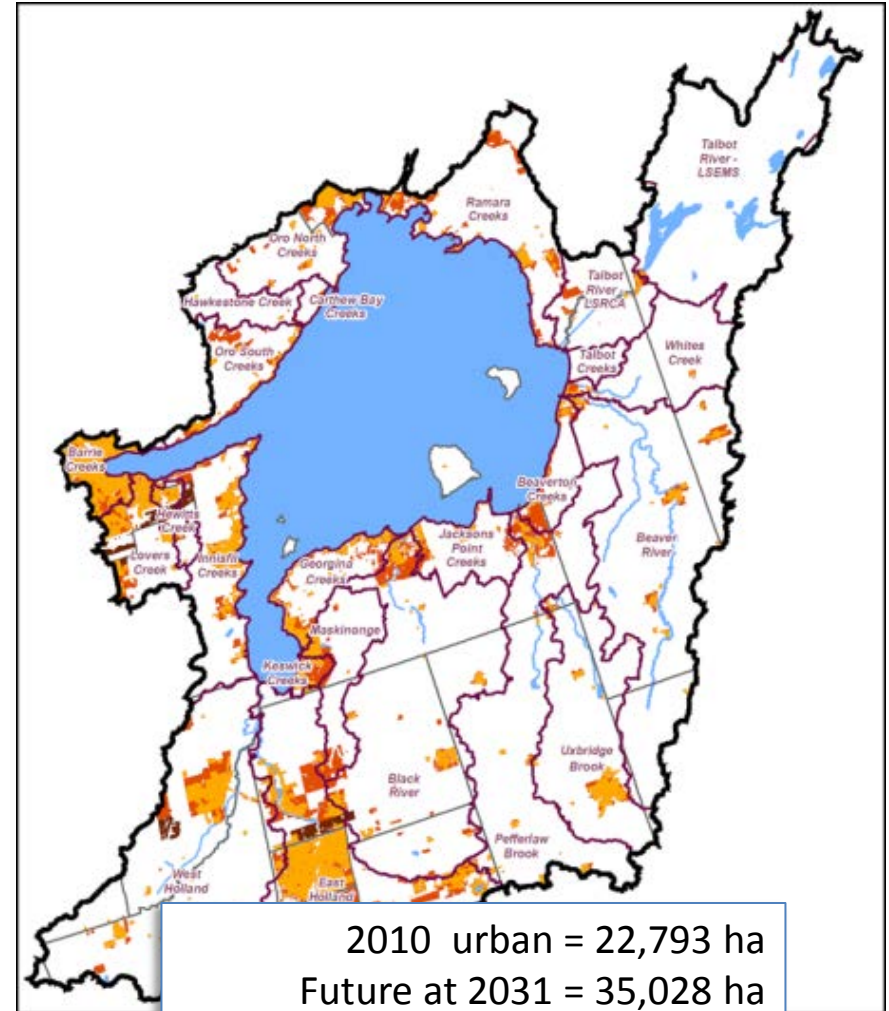 Talbot
River -
LSEMS
Ramara
Creeks
Oro North
Creeks
Talbot
River
LSRCA
Hawkestone Creek
Carthew Bay
Creeks
Oro South
Creeks
Talbot
Creeks
Whites
Creek
Barrie
Creeks
Beaverton
Creeks
Hewitts
Creek
Jacksons
Point
Creeks
Beaver
River
Lovers
Creek
Innisfil
Creeks
Georgina
Creeks
Maskinonge
Keswick
Creeks
Uxbridge
Brook
Black
River
Pefferlaw
Brook
West
Holland
East
Holland
2010 urban = 22,793 ha
Future at 2031 = 35,028 ha